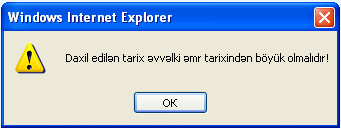 Windows Internet Explorer
Daxil edilən tarix əvvəlki əmr tarixindən böyük olmalıdır!
OK